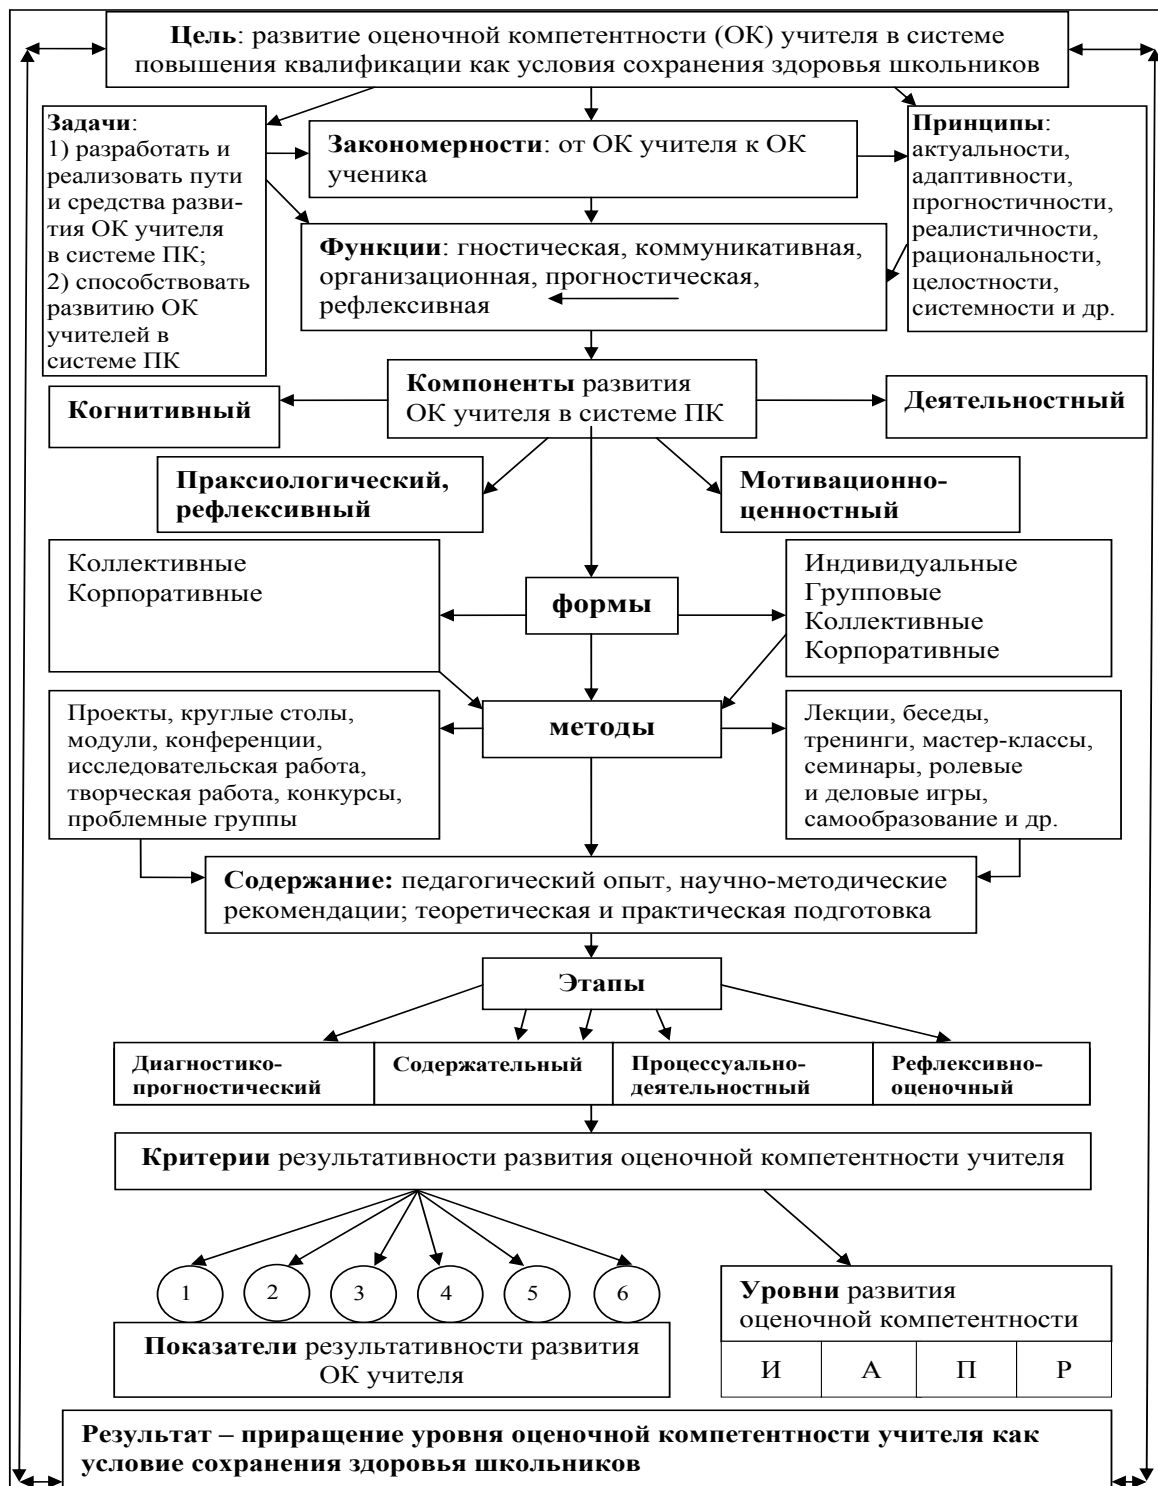 Цель: развитие оценочной компетентности (ОК) учителя в системе
повышения квалификации как условия сохранения здоровья школьников
Задачи:
1) разработать и
реализовать пути
и средства разви-
тия ОК учителя
в системе ПК;
2) способствовать
развитию ОК
учителей в
системе ПК
Закономерности: от ОК учителя к ОК
ученика
Принципы:
актуальности,
адаптивности,
прогностичности,
реалистичности,
рациональности,
целостности,
системности и др.
Функции: гностическая, коммуникативная,
организационная, прогностическая,
рефлексивная
Компоненты развития
ОК учителя в системе ПК
Когнитивный
Деятельностный
Праксиологический,
рефлексивный
Мотивационно-
ценностный
Коллективные
Корпоративные
формы
Индивидуальные
Групповые
Коллективные
Корпоративные
методы
Проекты, круглые столы,
модули, конференции,
исследовательская работа,
творческая работа, конкурсы,
проблемные группы
Лекции, беседы,
тренинги, мастер-классы,
семинары, ролевые
и деловые игры,
самообразование и др.
Содержание: педагогический опыт, научно-методические
рекомендации; теоретическая и практическая подготовка
Этапы
Диагностико-
прогностический
Содержательный
Процессуально-
деятельностный
Рефлексивно-
оценочный
Критерии результативности развития оценочной компетентности учителя
1 2 3 4 5 6
Показатели результативности развития
ОК учителя
Уровни развития
оценочной компетентности
И А П Р
Результат – приращение уровня оценочной компетентности учителя как
условие сохранения здоровья школьников